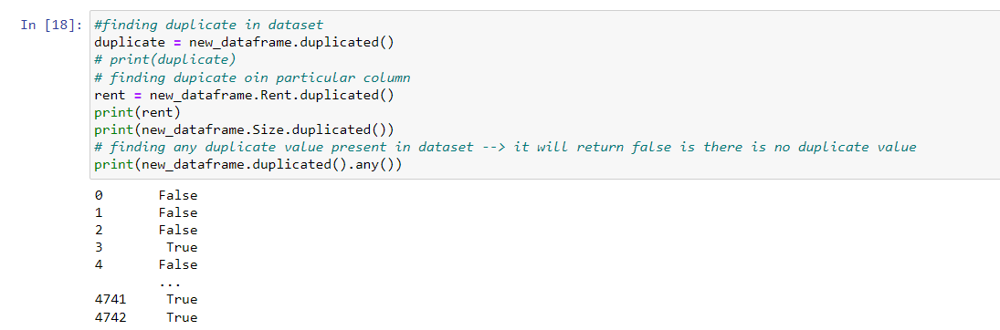 In [18]: #finding duplicate in dataset
duplicate = new_dataframe.duplicated()
# print(duplicate)
# finding dupicate oin particular column
rent = new_dataframe.Rent.duplicated()
print(rent)
print(new_dataframe.Size.duplicated())
# finding any duplicate value present in dataset --> it will return false is there is no duplicate value
print(new_dataframe.duplicated().any())
0 False
1 False
2 False
3 True
4 False
...
4741 True
4742 True